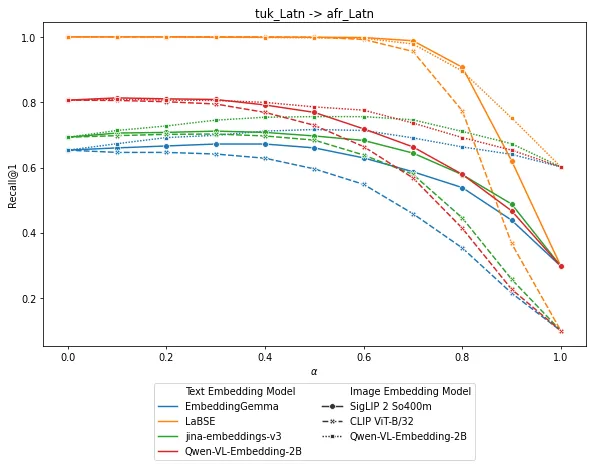 tuk_Latn -> afr_Latn
Recall@1
1.0
0.8
0.6
0.4
0.2
0.0 0.2 0.4 0.6 0.8 1.0
α
Text Embedding Model Image Embedding Model
EmbeddingGemma SigLIP 2 So400m
LaBSE CLIP ViT-B/32
jina-embeddings-v3 Qwen-VL-Embedding-2B
Qwen-VL-Embedding-2B